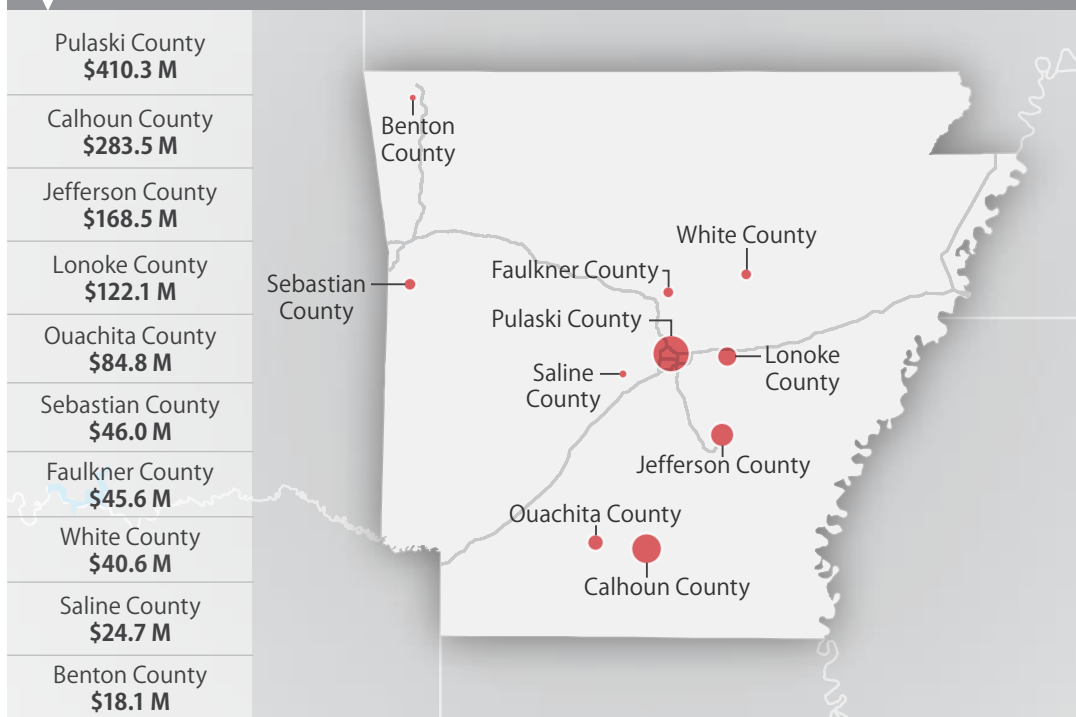 Pulaski County
$410.3 M
Calhoun County
$283.5 M
Jefferson County
$168.5 M
Lonoke County
$122.1 M
Ouachita County
$84.8 M
Sebastian County
$46.0 M
Faulkner County
$45.6 M
White County
$40.6 M
Saline County
$24.7 M
Benton County
$18.1 M
Benton
County
White County
Faulkner County
Sebastian
County
Pulaski County
Lonoke
County
Saline
County
Jefferson County
Ouachita County
Calhoun County